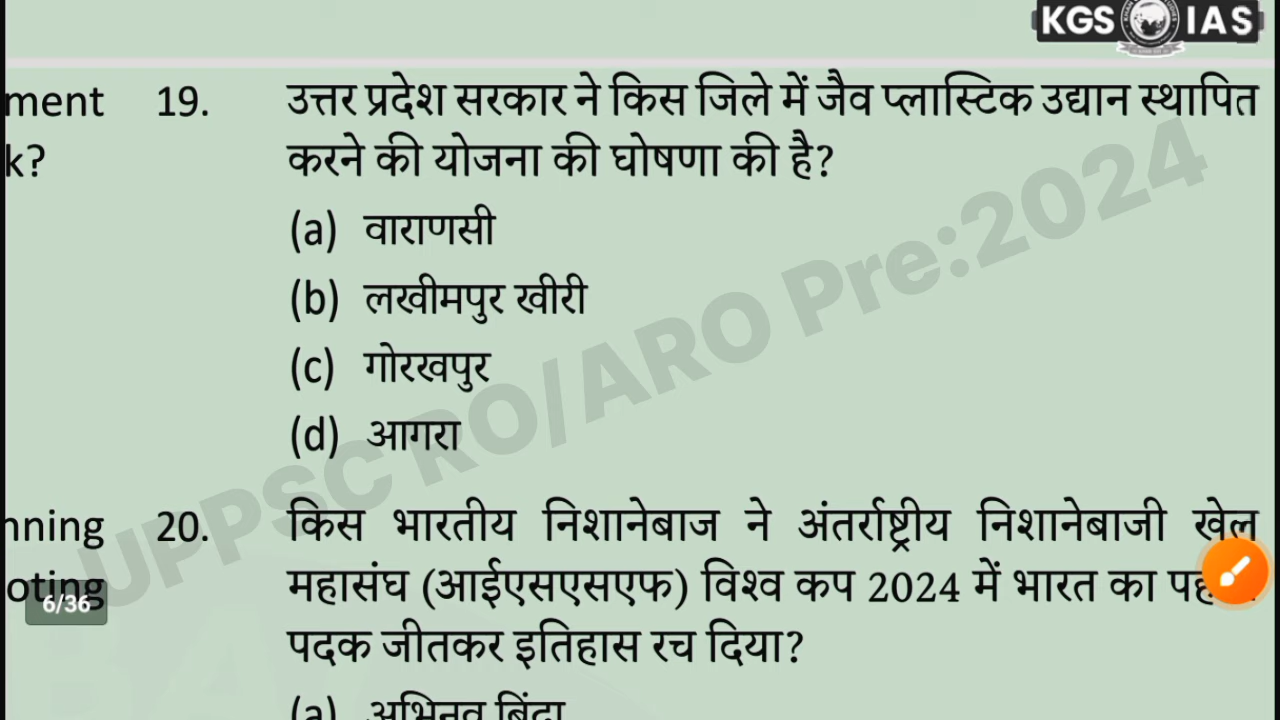 KGS IAS
ment 19. उत्तर प्रदेश सरकार ने किस जिले में जैव प्लास्टिक उद्यान स्थापित
k? करने की योजना की घोषणा की है?
(a) वाराणसी
(b) लखीमपुर खीरी
(c) गोरखपुर
(d) आगरा
UPPSC RO/ARO Pre:2024
nning 20. किस भारतीय निशानेबाज ने अंतर्राष्ट्रीय निशानेबाजी खेल
oting महासंघ (आईएसएसएफ) विश्व कप 2024 में भारत का
6/36
पदक जीतकर इतिहास रच दिया?
(a) अभिनव बिंद्रा